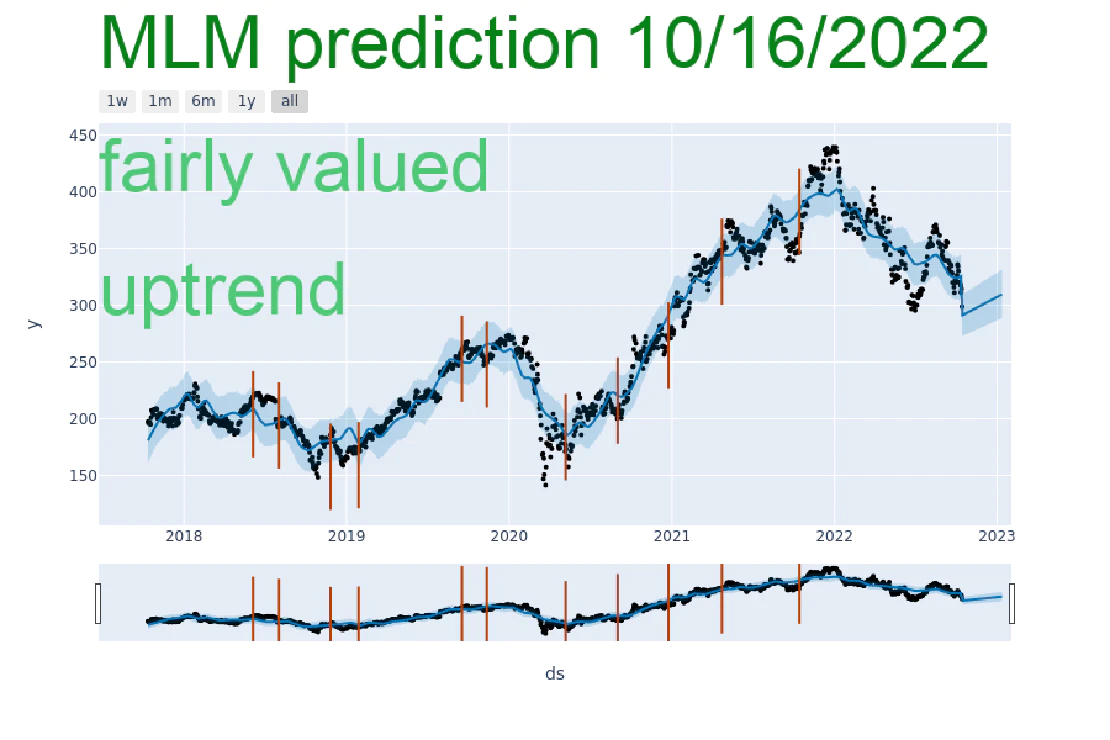 MLM prediction 10/16/2022
1w 1m 6m 1y all
450
fairly valued
400
350
uptrend
300
y
250
200
150
2018 2019 2020 2021 2022 2023
ds